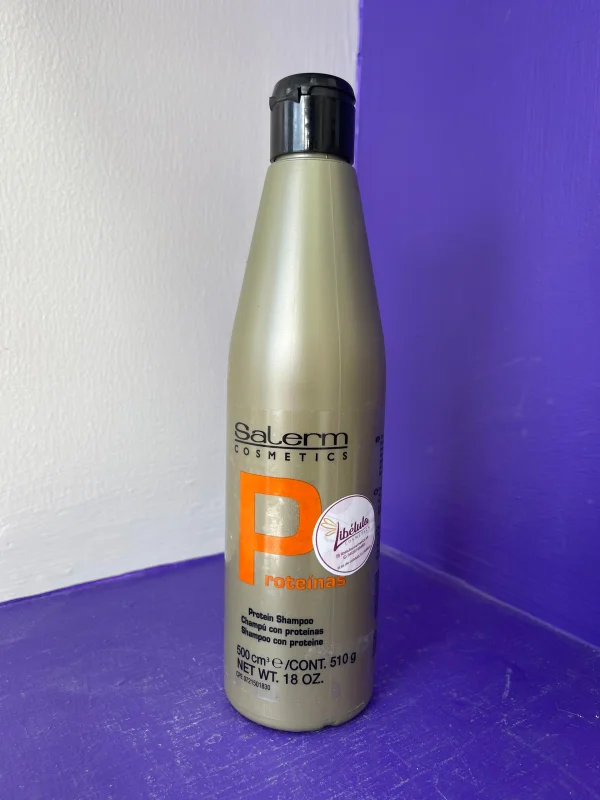 Salerm
COSMETICS
Proteinas
Libélula
Protein Shampoo
Champú con proteinas
Shampoo con proteine
500 cm³ ℮/CONT. 510 g
NET WT. 18 OZ.